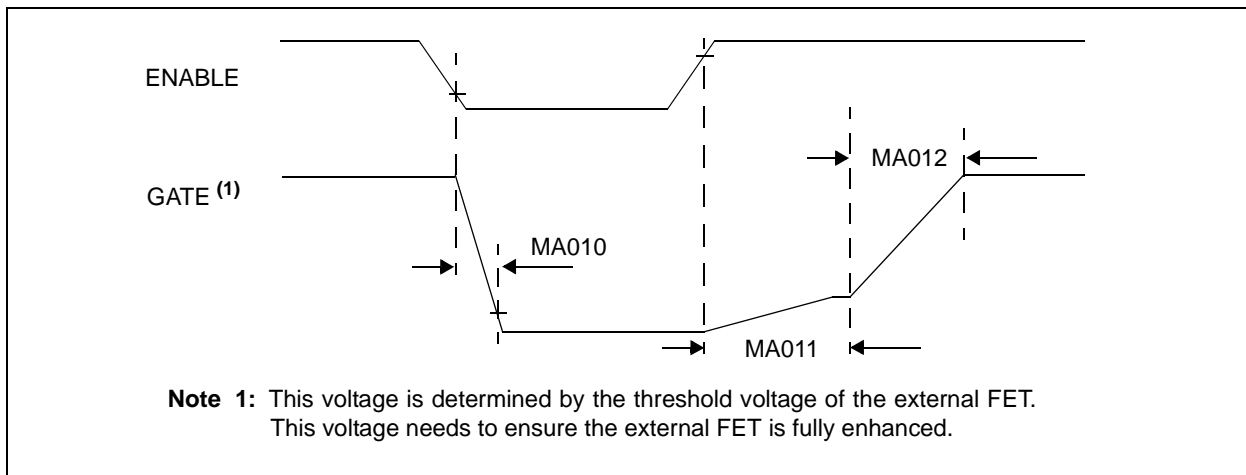 ENABLE
MA012
GATE (1)
MA010
MA011
Note 1: This voltage is determined by the threshold voltage of the external FET.
This voltage needs to ensure the external FET is fully enhanced.